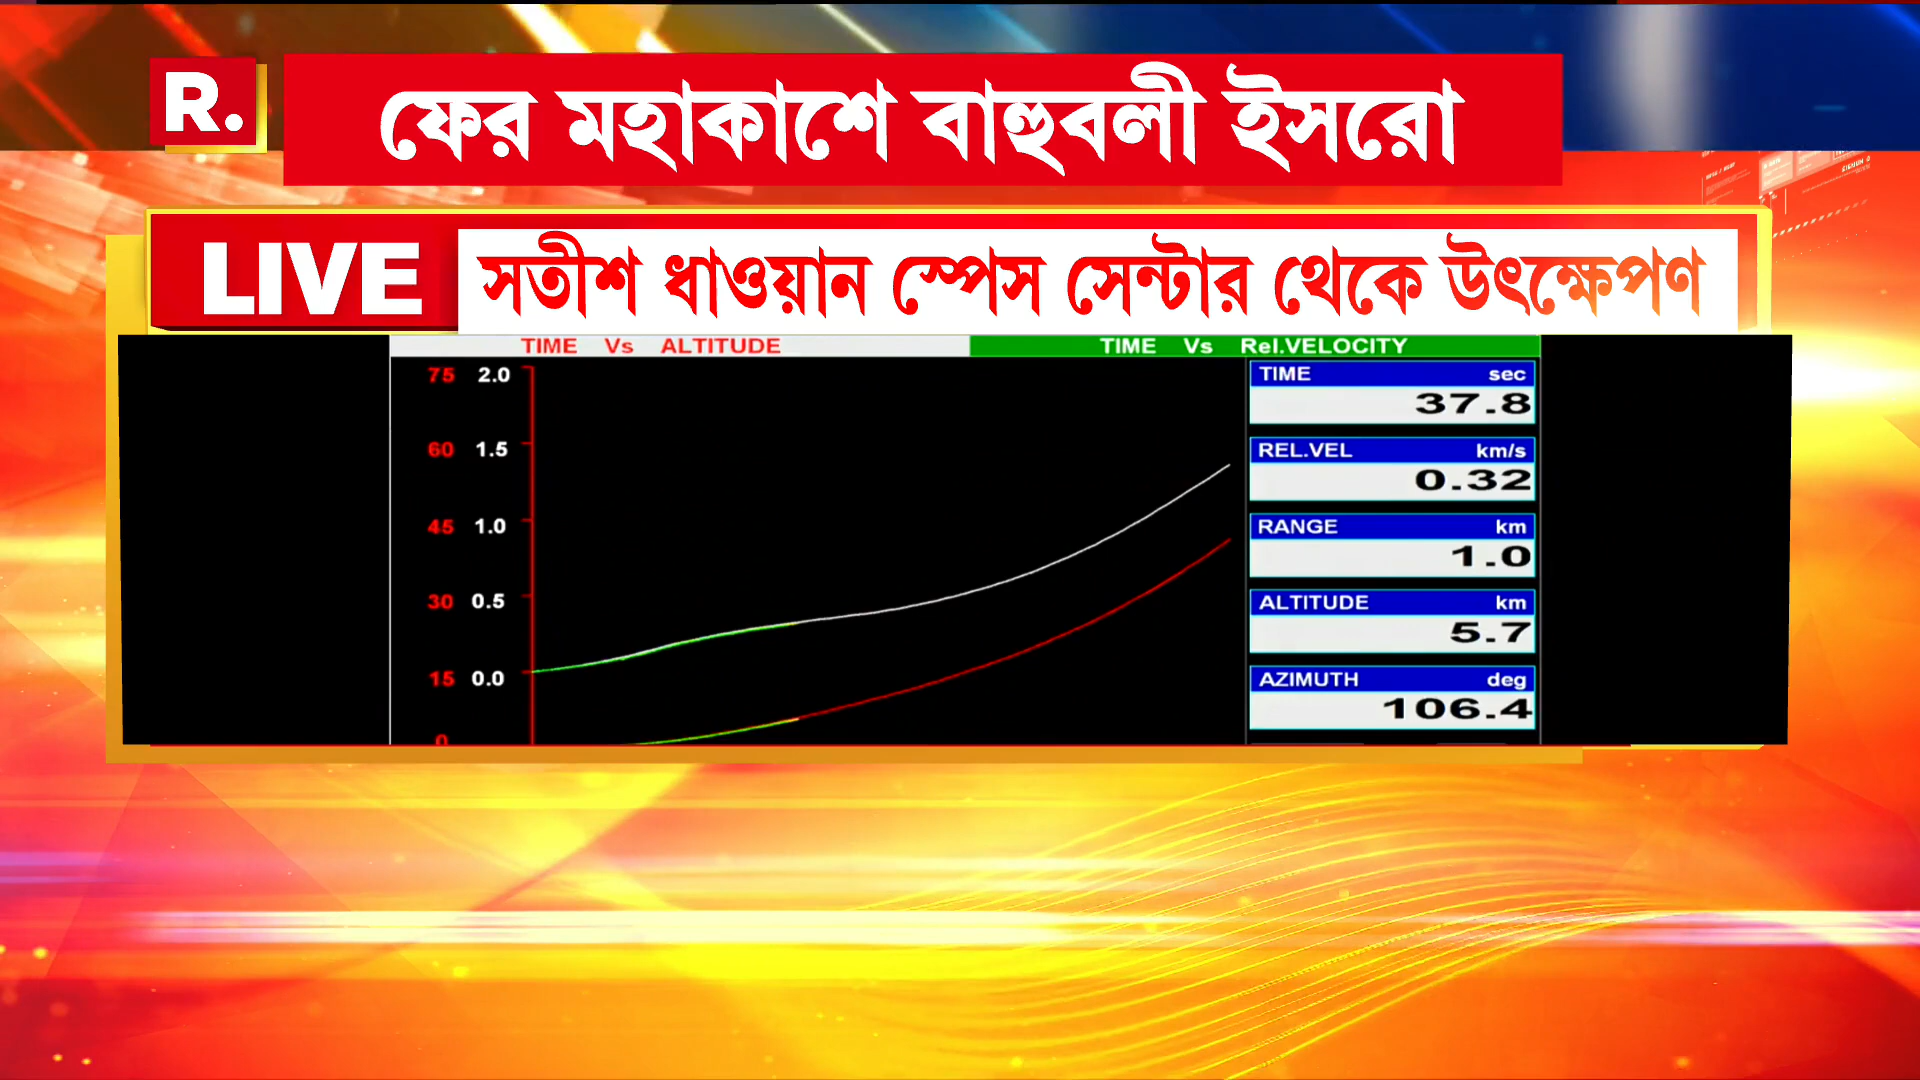 R.
ফের মহাকাশে বাহুবলী ইসরো
LIVE
সতীশ ধাওয়ান স্পেস সেন্টার থেকে উৎক্ষেপণ
TIME Vs ALTITUDE
TIME Vs Rel.VELOCITY
75 2.0
60 1.5
45 1.0
30 0.5
15 0.0
0
TIME sec
37.8
REL.VEL km/s
0.32
RANGE km
1.0
ALTITUDE km
5.7
AZIMUTH deg
106.4